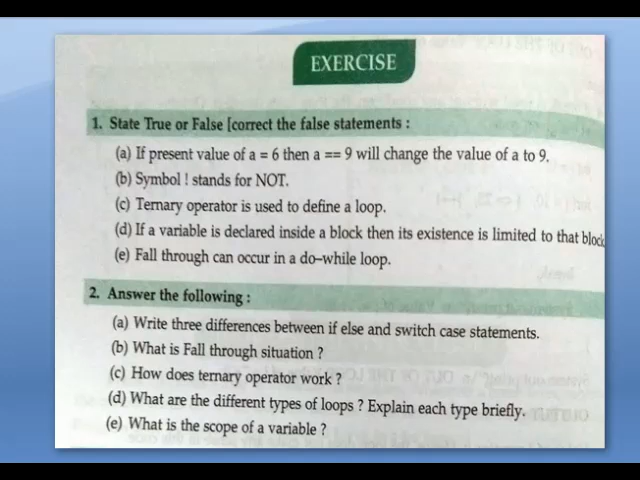 EXERCISE
1. State True or False [correct the false statements :
(a) If present value of a = 6 then a == 9 will change the value of a to 9.
(b) Symbol ! stands for NOT.
(c) Ternary operator is used to define a loop.
(d) If a variable is declared inside a block then its existence is limited to that block
(e) Fall through can occur in a do–while loop.
2. Answer the following :
(a) Write three differences between if else and switch case statements.
(b) What is Fall through situation ?
(c) How does ternary operator work ?
(d) What are the different types of loops ? Explain each type briefly.
(e) What is the scope of a variable ?